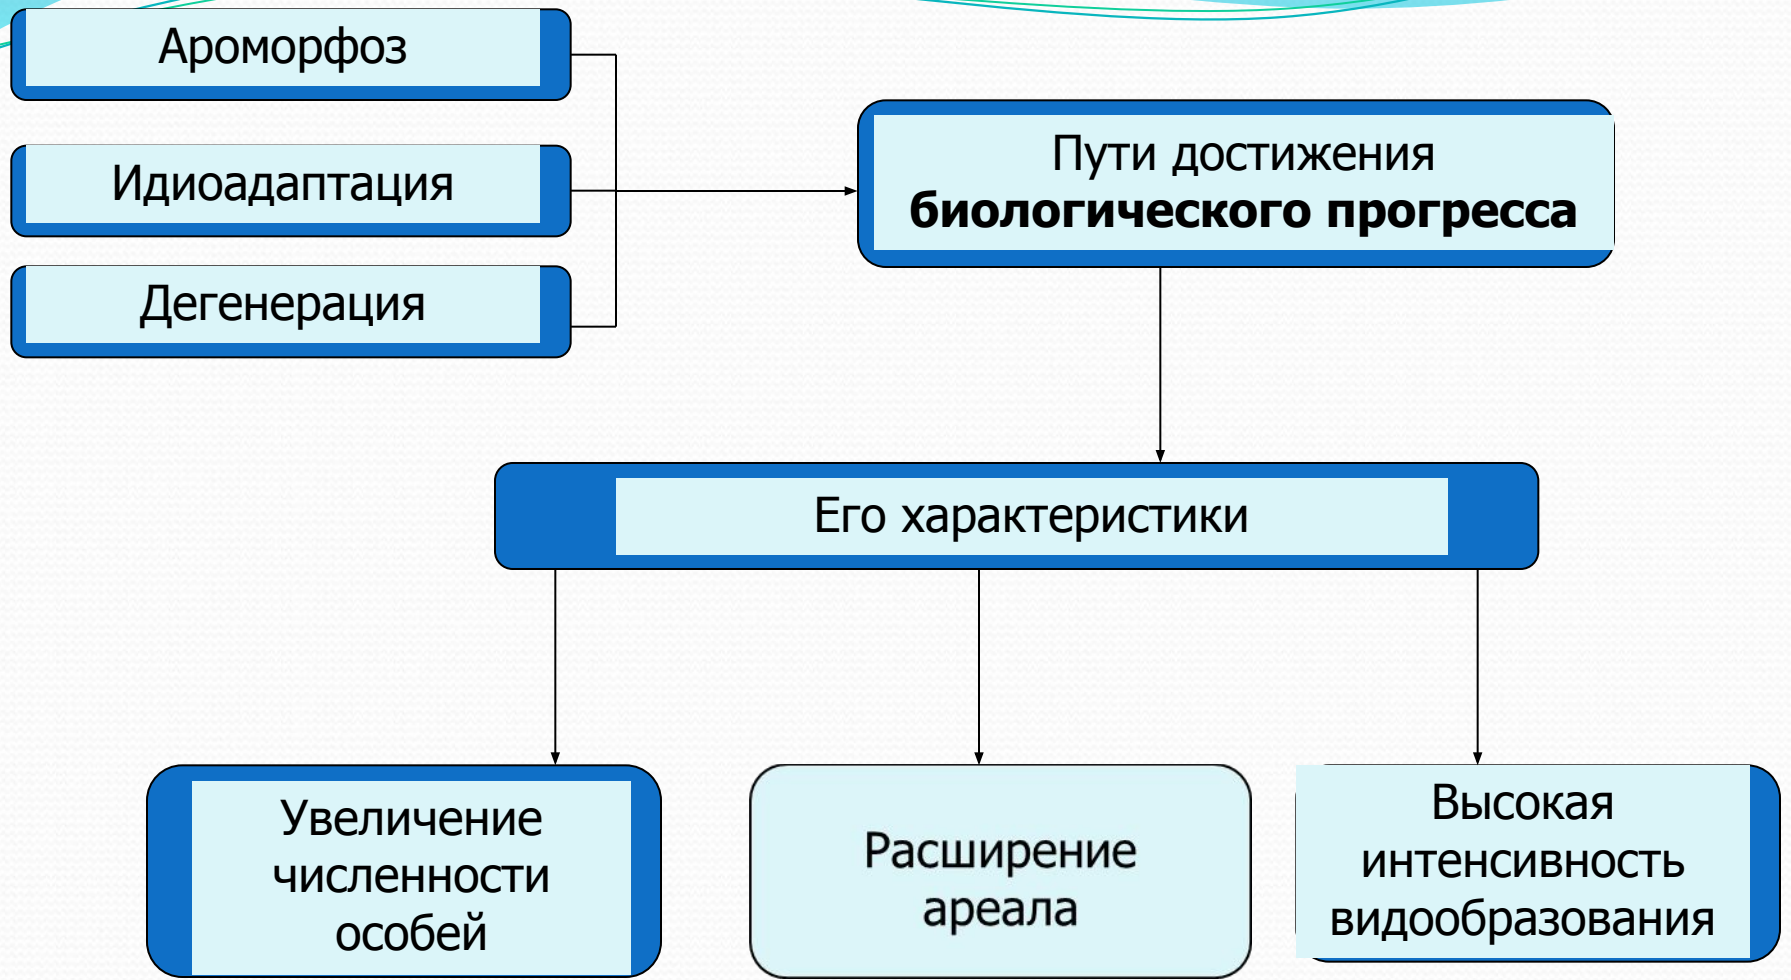 Ароморфоз
Идиоадаптация
Дегенерация
Пути достижения
биологического прогресса
Его характеристики
Увеличение
численности
особей
Расширение
ареала
Высокая
интенсивность
видообразования